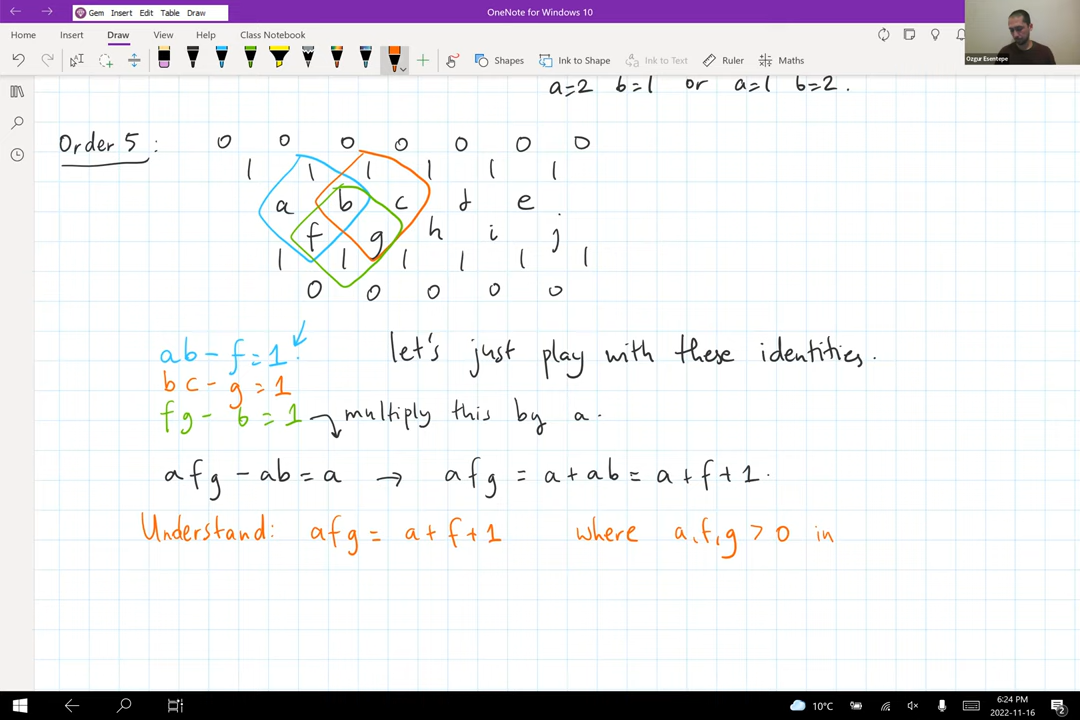 Gem Insert Edit Table Draw
OneNote for Windows 10
Ozgur Esentepe
Home Insert Draw View Help Class Notebook
Shapes Ink to Shape Ink to Text Ruler Maths
a=2 b=1 or a=1 b=2.
Order 5: 0 0 0 0 0 0 0
1 1 1 1 1 1
a b c d e
f g h i j
1 1 1 1 1 1
0 0 0 0 0
ab - f = 1. let's just play with these identities.
bc - g = 1
fg - b = 1 multiply this by a.
afg - ab = a → afg = a + ab = a + f + 1.
Understand: afg = a + f + 1 where a, f, g > 0 in
10°C
6:24 PM
2022-11-16
2